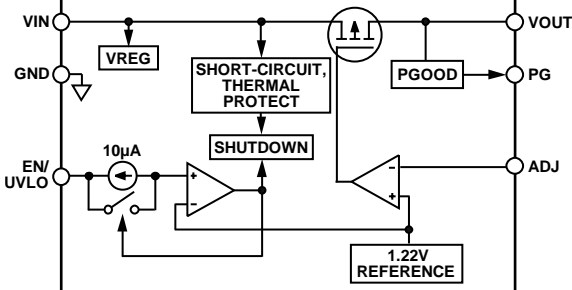 VIN
VOUT
VREG
GND
SHORT-CIRCUIT,
THERMAL
PROTECT
PGOOD
PG
SHUTDOWN
10µA
EN/
UVLO
+
–
–
+
ADJ
1.22V
REFERENCE